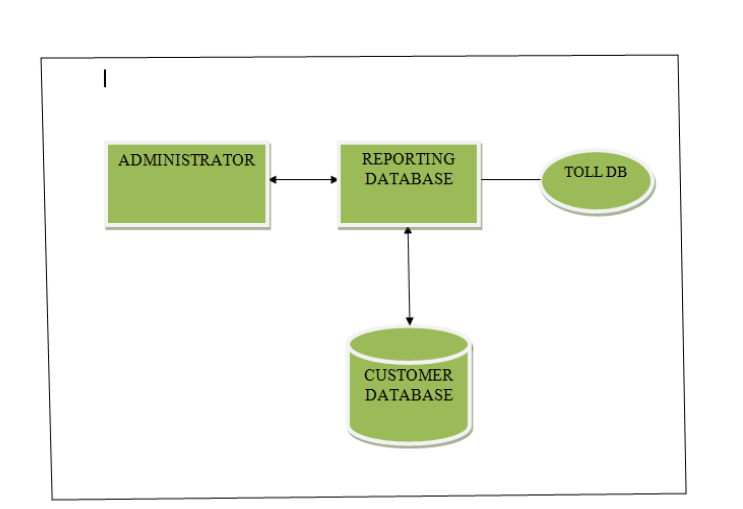 ADMINISTRATOR
REPORTING
DATABASE
TOLL DB
CUSTOMER
DATABASE